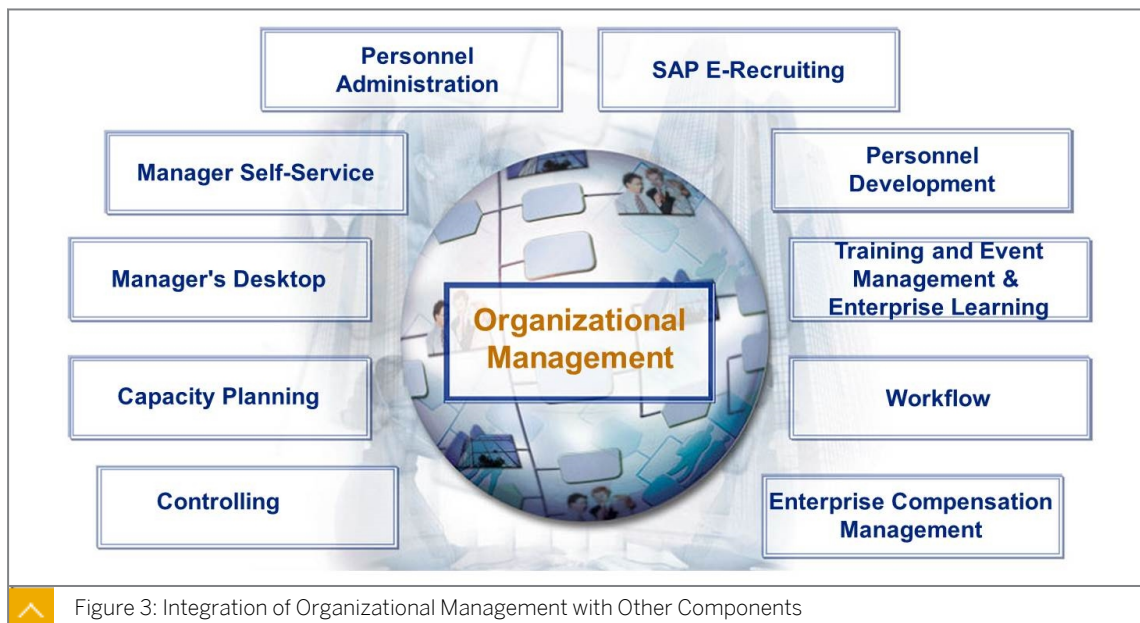 Personnel
Administration
SAP E-Recruiting
Manager Self-Service
Personnel
Development
Manager's Desktop
Training and Event
Management &
Enterprise Learning
Organizational
Management
Capacity Planning
Workflow
Controlling
Enterprise Compensation
Management
Figure 3: Integration of Organizational Management with Other Components